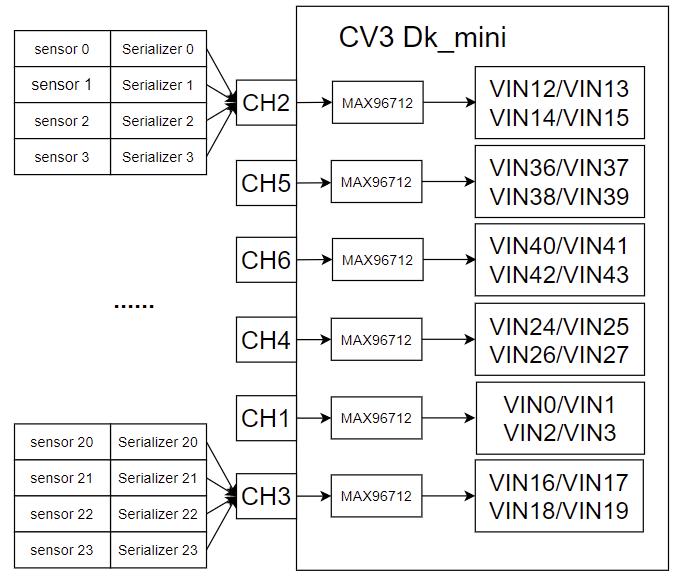 CV3 Dk_mini
sensor 0 Serializer 0
sensor 1 Serializer 1
sensor 2 Serializer 2
sensor 3 Serializer 3
CH2 MAX96712 VIN12/VIN13
VIN14/VIN15
CH5 MAX96712 VIN36/VIN37
VIN38/VIN39
CH6 MAX96712 VIN40/VIN41
VIN42/VIN43
......
CH4 MAX96712 VIN24/VIN25
VIN26/VIN27
CH1 MAX96712 VIN0/VIN1
VIN2/VIN3
sensor 20 Serializer 20
sensor 21 Serializer 21
sensor 22 Serializer 22
sensor 23 Serializer 23
CH3 MAX96712 VIN16/VIN17
VIN18/VIN19